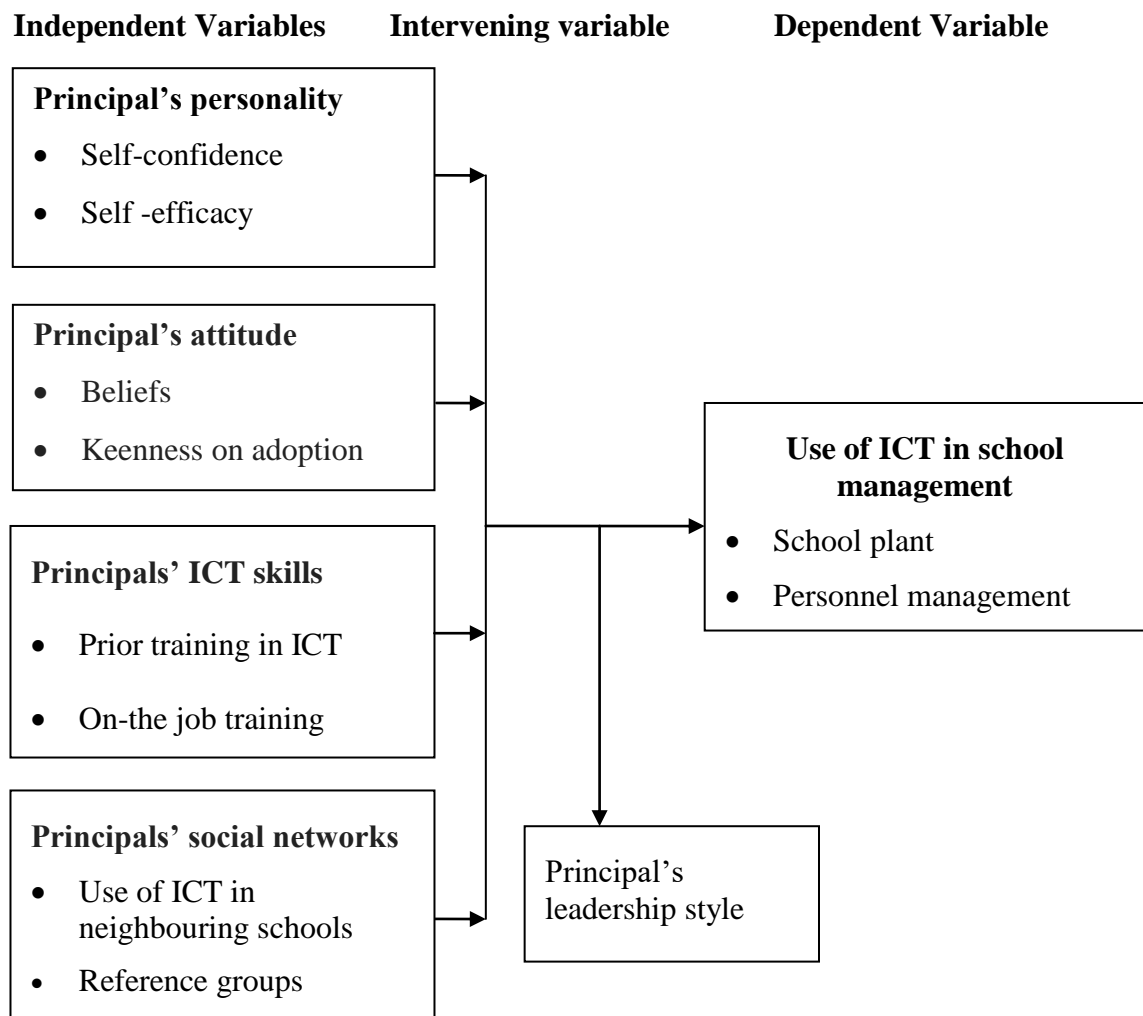 Independent Variables Intervening variable Dependent Variable
Principal’s personality
• Self-confidence
• Self -efficacy
Principal’s attitude
• Beliefs
• Keenness on adoption
Principals’ ICT skills
• Prior training in ICT
• On-the job training
Principals’ social networks
• Use of ICT in
neighbouring schools
• Reference groups
Principal’s
leadership style
Use of ICT in school
management
• School plant
• Personnel management